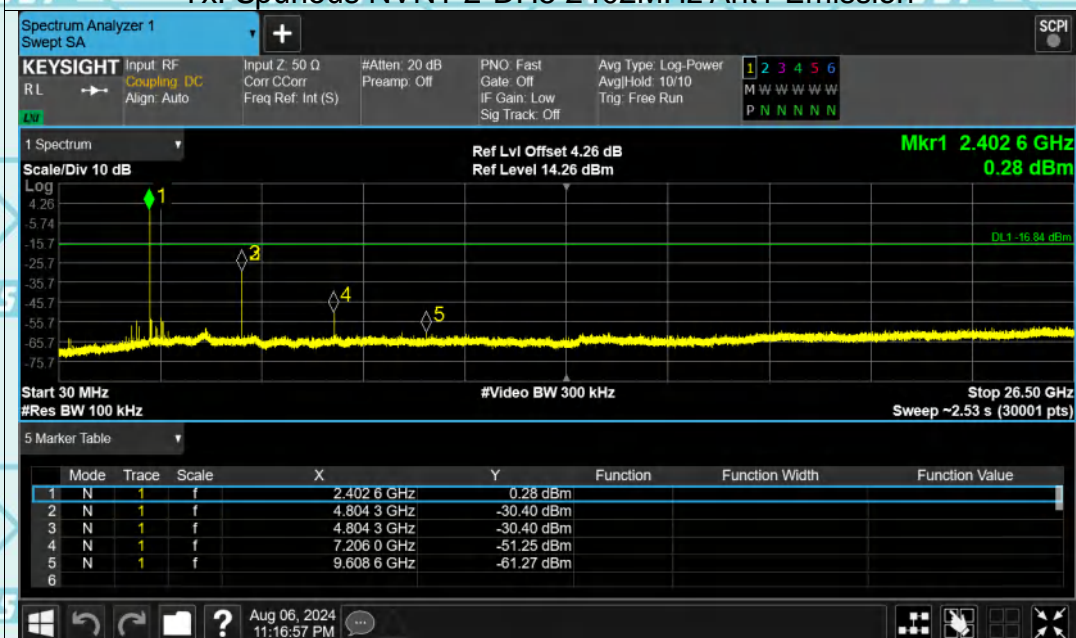 Tx. Spurious NVNT 2-DH5 2402MHz Ant1 Emission
Spectrum Analyzer 1
Swept SA
+
SCPI
KEYSIGHT Input: RF Input Z: 50 Ω #Atten: 20 dB PNO: Fast Avg Type: Log-Power 1 2 3 4 5 6
RL Coupling: DC Corr CCorr Preamp: Off Gate: Off Avg|Hold: 10/10 M W W W W W
Align: Auto Freq Ref: Int (S) IF Gain: Low Trig: Free Run
Sig Track: Off P N N N N N
LXI
1 Spectrum
Ref Lvl Offset 4.26 dB Mkr1 2.402 6 GHz
Scale/Div 10 dB Ref Level 14.26 dBm 0.28 dBm
Log
1
4.26
-5.74
DL1 -16.84 dBm
-15.7
-25.7
-35.7
4
-45.7
5
-55.7
-65.7
-75.7
Start 30 MHz #Video BW 300 kHz Stop 26.50 GHz
#Res BW 100 kHz Sweep ~2.53 s (30001 pts)
5 Marker Table
Mode Trace Scale X Y Function Function Width Function Value
1 N 1 f 2.402 6 GHz 0.28 dBm
2 N 1 f 4.804 3 GHz -30.40 dBm
3 N 1 f 4.804 3 GHz -30.40 dBm
4 N 1 f 7.206 0 GHz -51.25 dBm
5 N 1 f 9.608 6 GHz -61.27 dBm
6
? Aug 06, 2024
11:16:57 PM